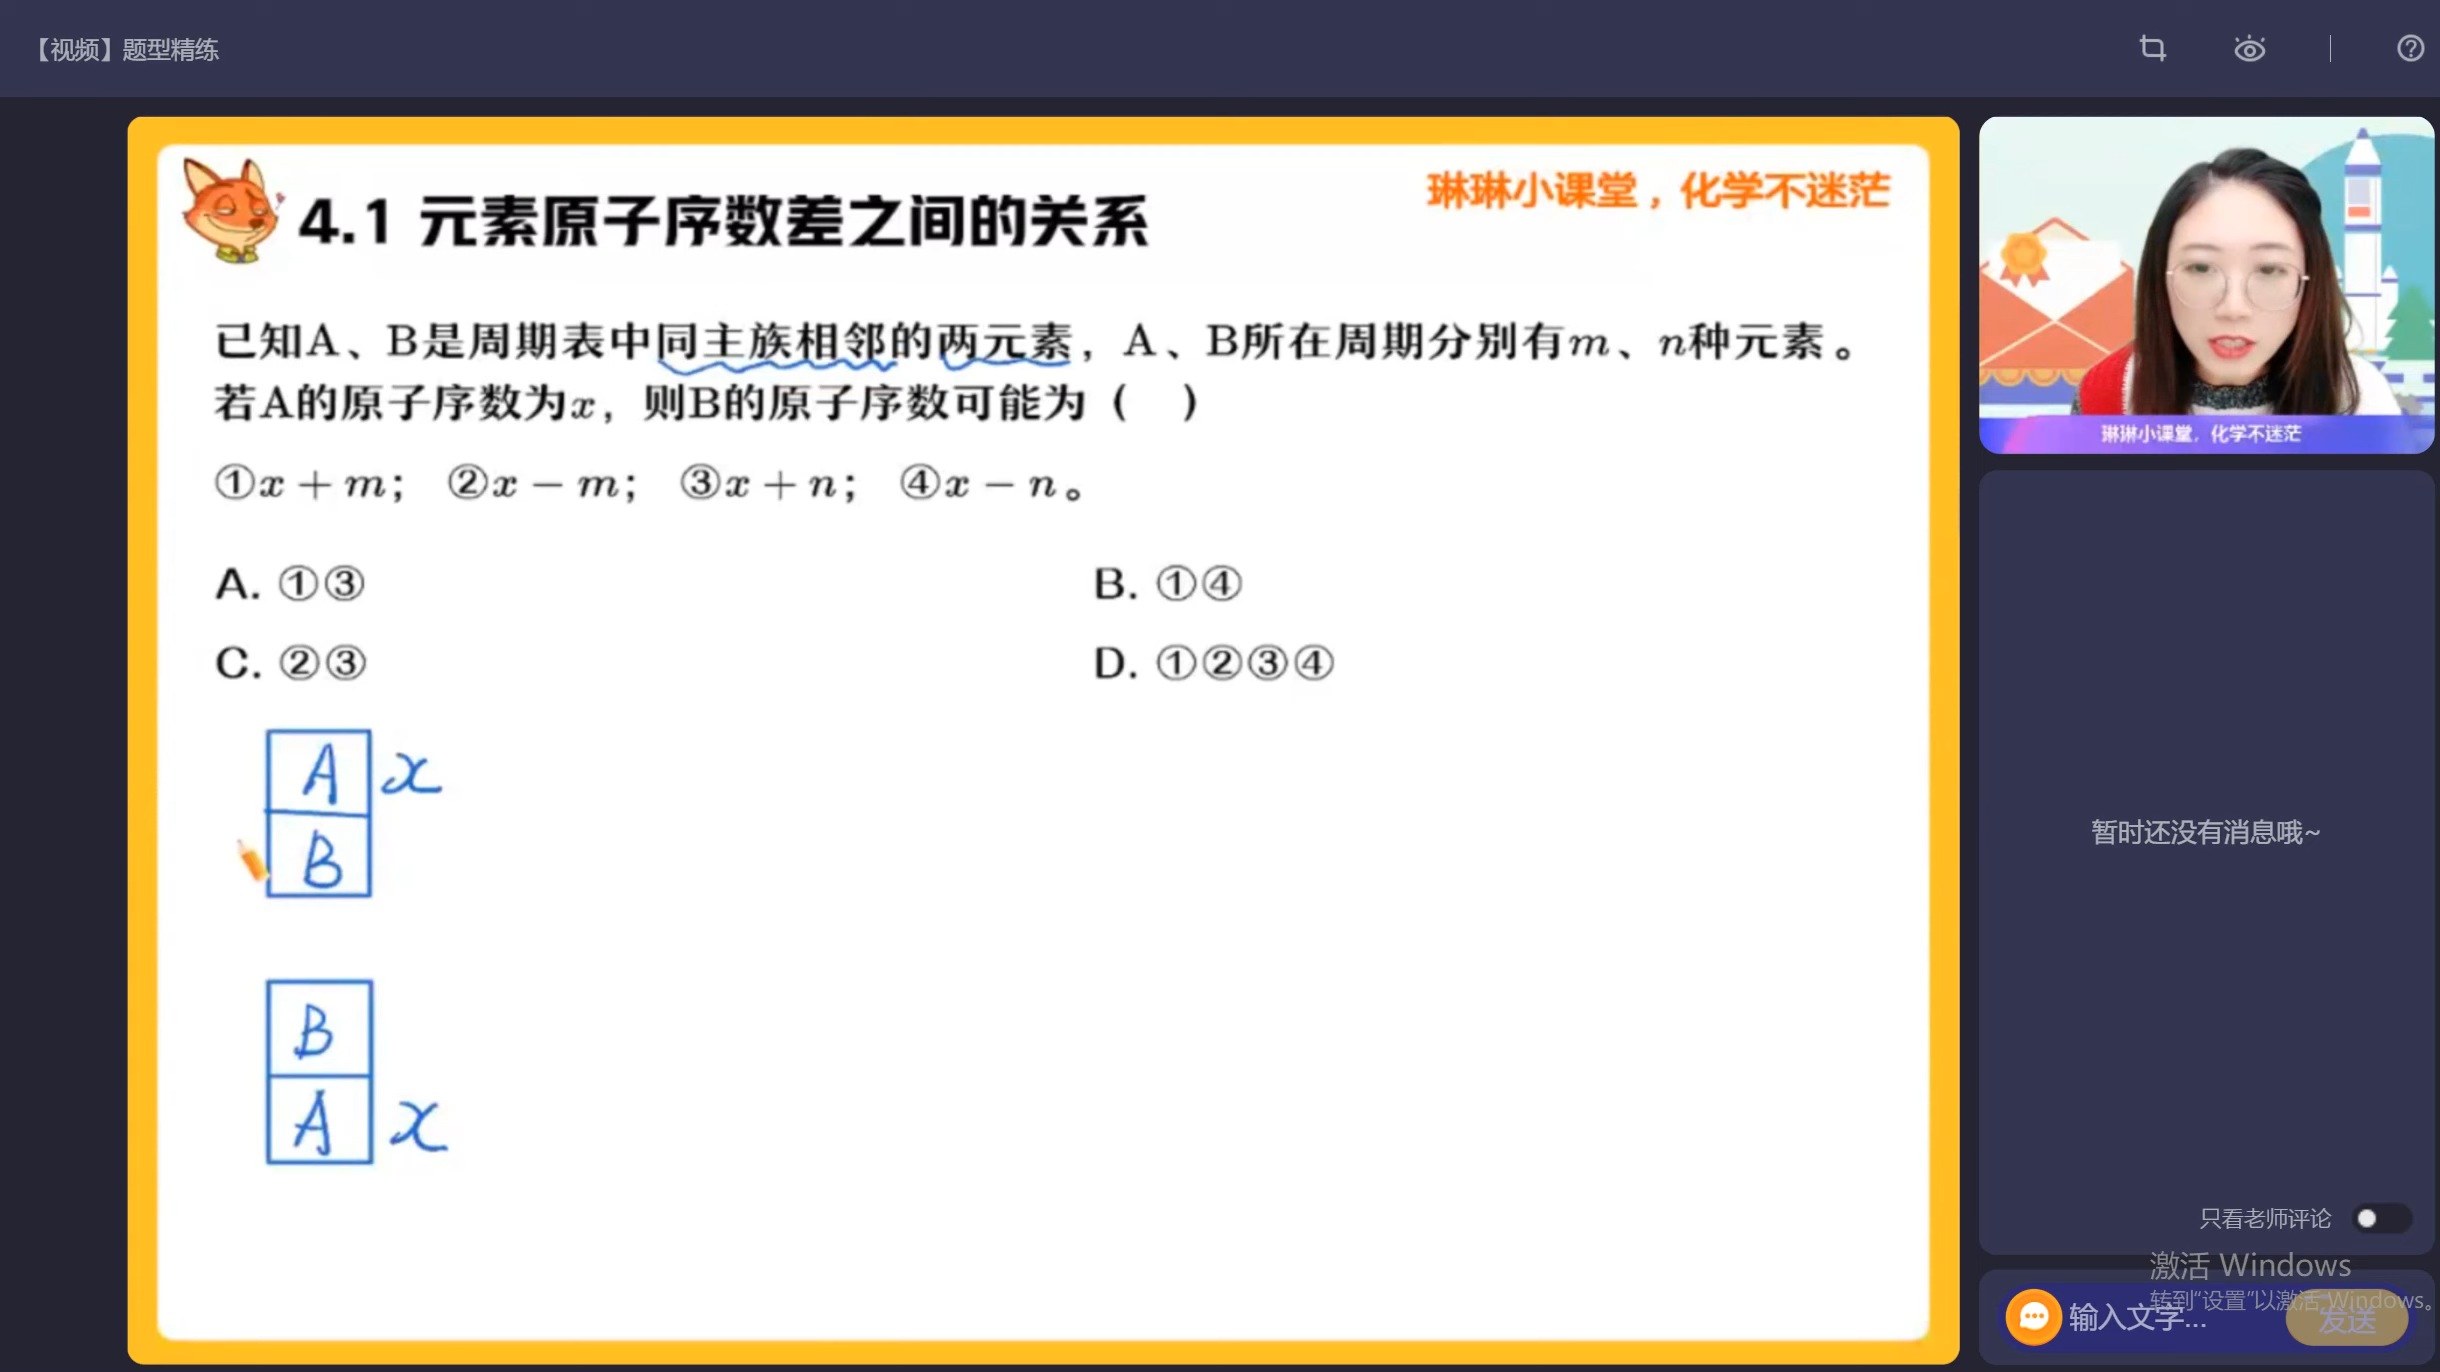 【视频】题型精练
4.1 元素原子序数差之间的关系
琳琳小课堂，化学不迷茫
已知A、B是周期表中同主族相邻的两元素，A、B所在周期分别有m、n种元素。
若A的原子序数为x，则B的原子序数可能为（ ）
①x + m； ②x − m； ③x + n； ④x − n。
A. ①③
B. ①④
C. ②③
D. ①②③④
A x
B
B
A x
琳琳小课堂，化学不迷茫
暂时还没有消息哦~
只看老师评论
激活 Windows
转到“设置”以激活 Windows。
输入文字...
发送